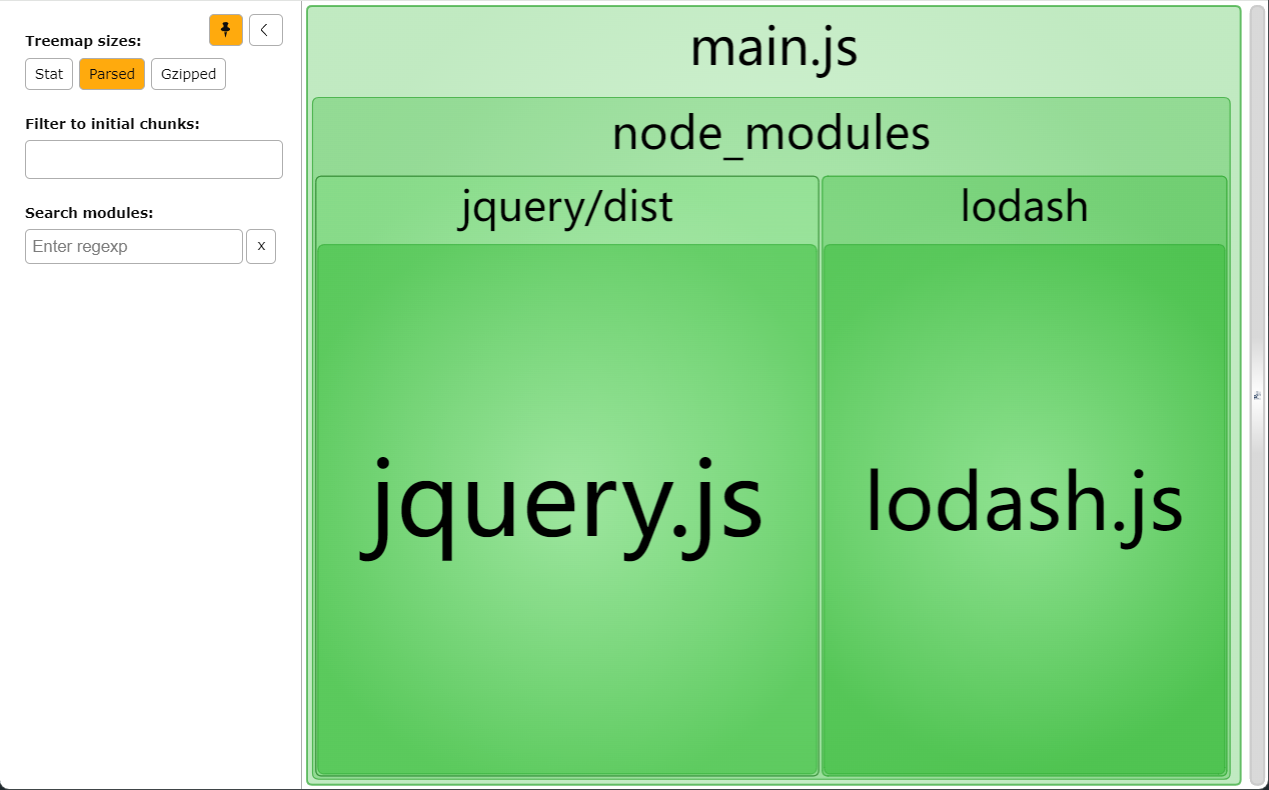 Treemap sizes:
Stat Parsed Gzipped
Filter to initial chunks:
Search modules:
Enter regexp x
main.js
node_modules
jquery/dist lodash
jquery.js lodash.js